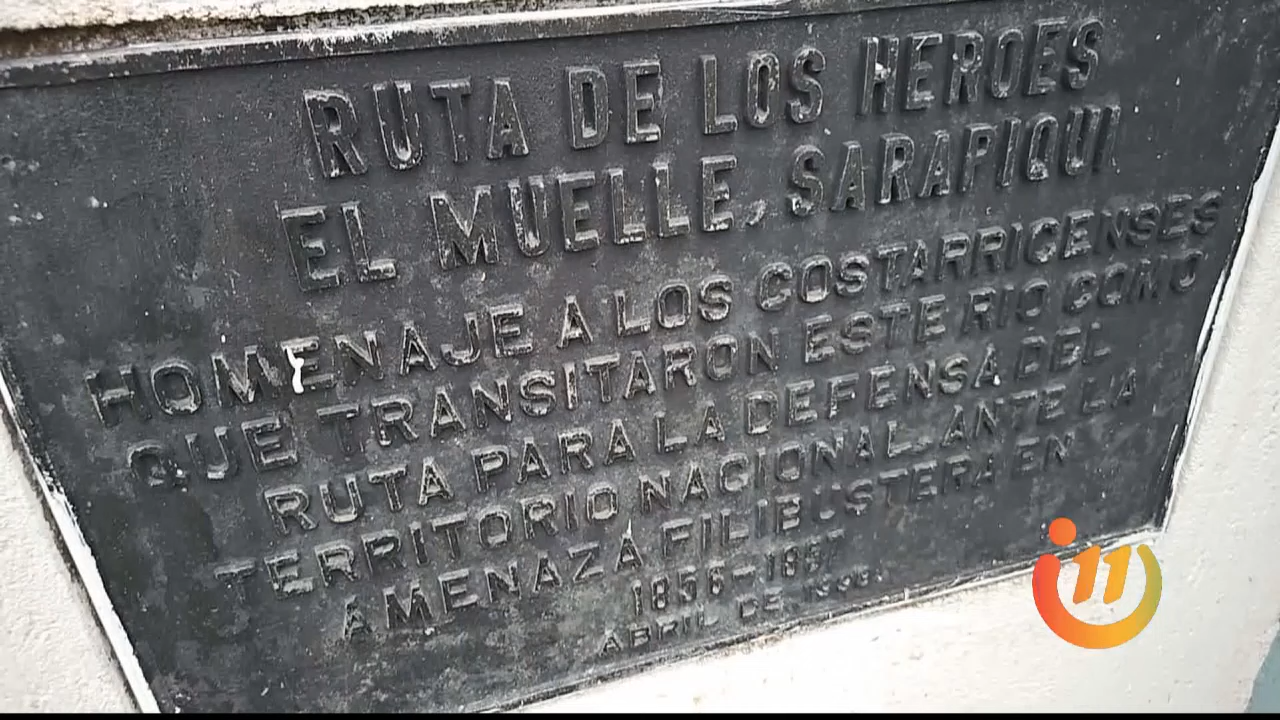 RUTA DE LOS HEROES
EL MUELLE, SARAPIQUI
HOMENAJE A LOS COSTARRICENSES
QUE TRANSITARON ESTE RIO COMO
RUTA PARA LA DEFENSA DEL
TERRITORIO NACIONAL, ANTE LA
AMENAZA FILIBUSTERA EN
1856-1857
ABRIL DE
11